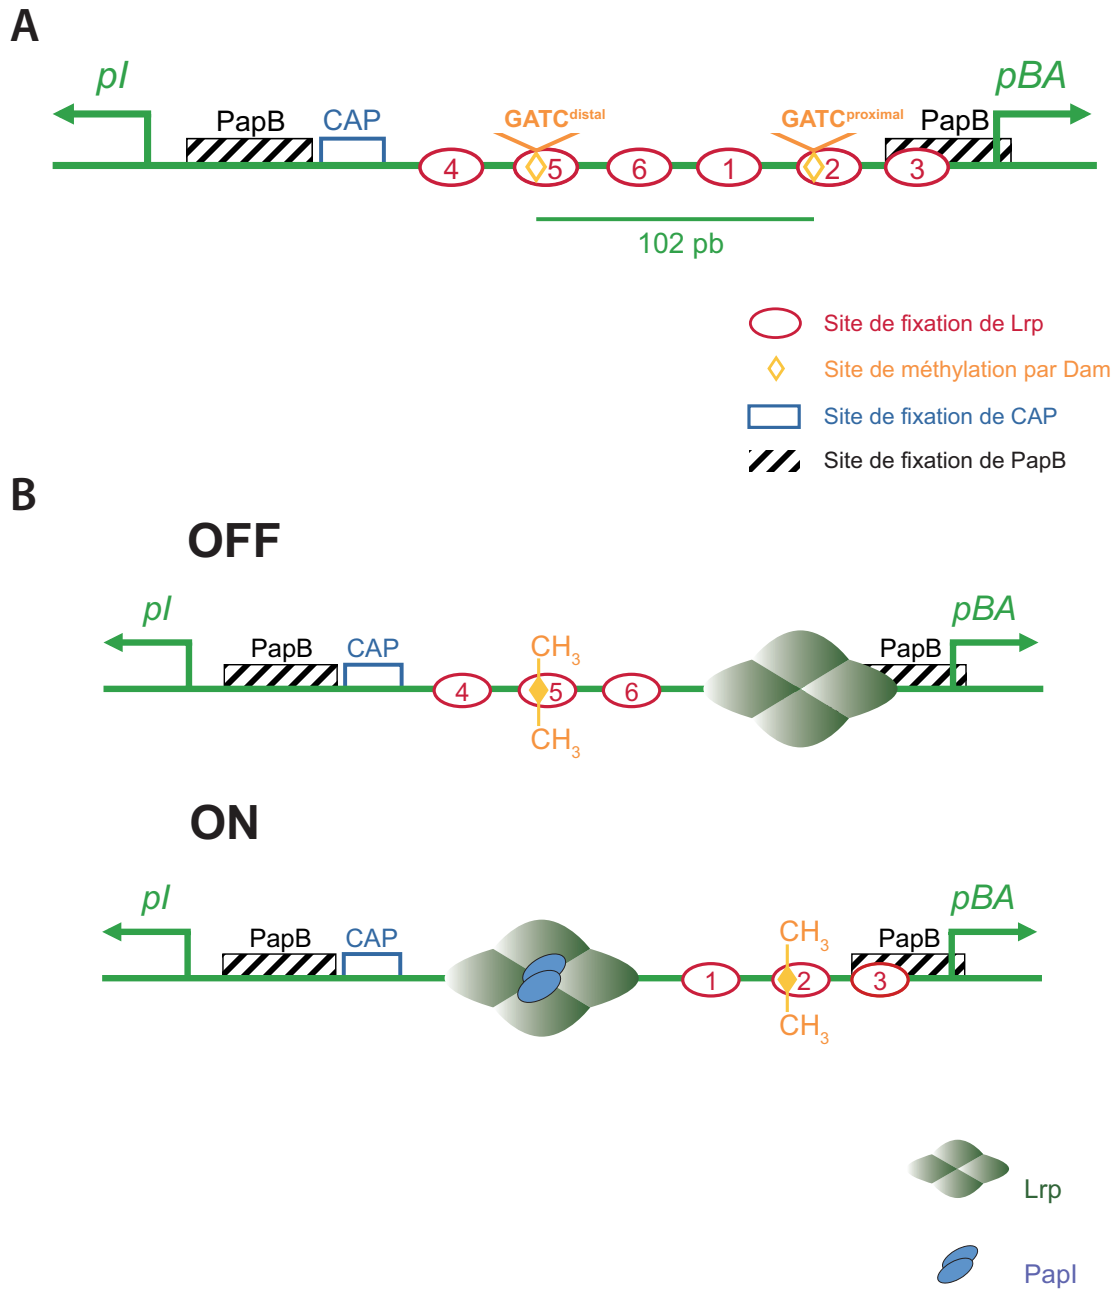 A
pI
pBA
PapB
CAP
GATCdistal
GATCproximal
PapB
4
5
6
1
2
3
102 pb
Site de fixation de Lrp
Site de méthylation par Dam
Site de fixation de CAP
Site de fixation de PapB
B
OFF
pI
pBA
PapB
CAP
CH3
PapB
4
5
6
CH3
ON
pI
pBA
PapB
CAP
CH3
PapB
1
2
3
CH3
Lrp
PapI